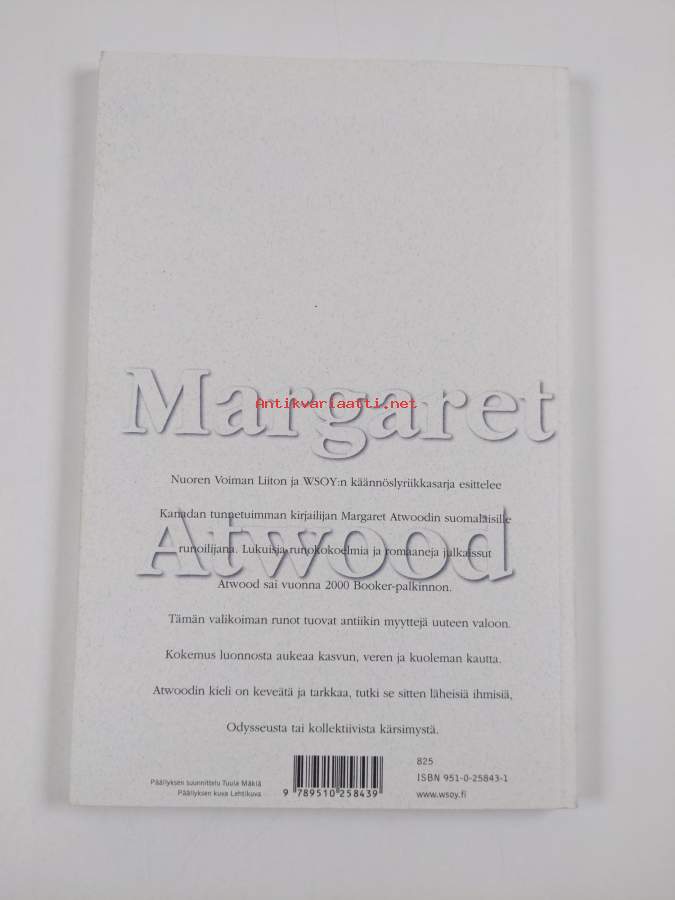 Margaret
Antikvariaatti.net
Nuoren Voiman Liiton ja WSOY:n käännöslyriikkasarja esittelee
Kanadan tunnetuimman kirjailijan Margaret Atwoodin suomalaisille
Atwood
runoilijana. Lukuisia runokokoelmia ja romaaneja julkaissut
Atwood sai vuonna 2000 Booker-palkinnon.
Tämän valikoiman runot tuovat antiikin myyttejä uuteen valoon.
Kokemus luonnosta aukeaa kasvun, veren ja kuoleman kautta.
Atwoodin kieli on keveätä ja tarkkaa, tutki se sitten läheisiä ihmisiä,
Odysseusta tai kollektiivista kärsimystä.
Päällyksen suunnittelu Tuula Mäkiä
Päällyksen kuva Lehtikuva
9 789510 258439
825
ISBN 951-0-25843-1
www.wsoy.fi